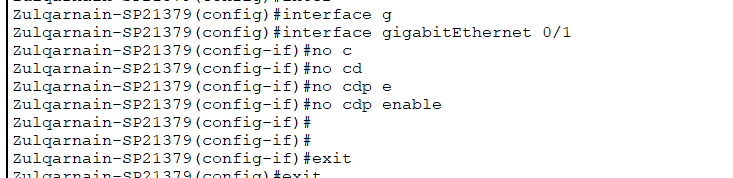 Zulqarnain-SP21379(config)#interface g
Zulqarnain-SP21379(config)#interface gigabitEthernet 0/1
Zulqarnain-SP21379(config-if)#no c
Zulqarnain-SP21379(config-if)#no cd
Zulqarnain-SP21379(config-if)#no cdp e
Zulqarnain-SP21379(config-if)#no cdp enable
Zulqarnain-SP21379(config-if)#
Zulqarnain-SP21379(config-if)#
Zulqarnain-SP21379(config-if)#exit
Zulqarnain-SP21379(config)#exit